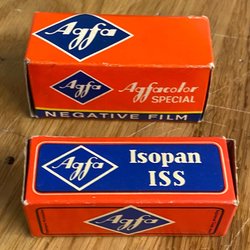 Agfa
Agfa
Agfacolor
SPECIAL
NEGATIVE FILM
Agfa
Isopan
ISS
Agfa